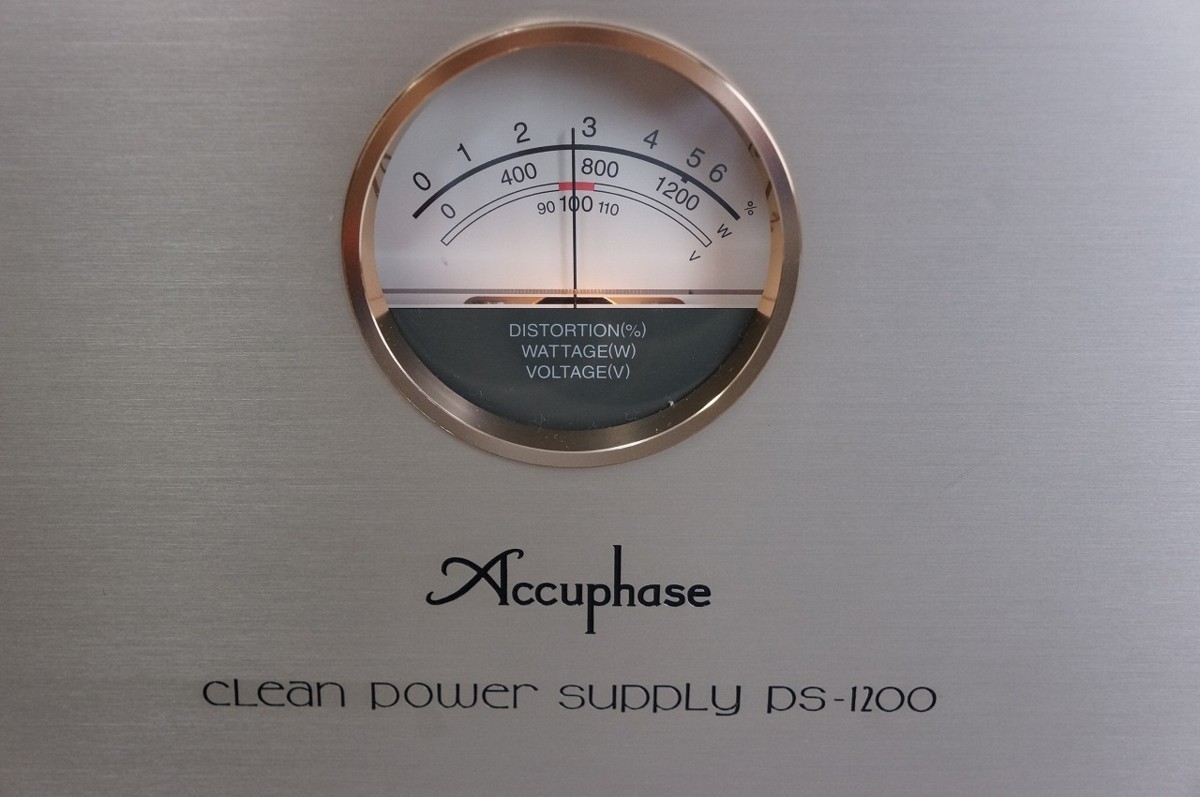 0 1 2 3 4 5 6 %
0 400 800 1200 W
90 100 110 V
DISTORTION(%)
WATTAGE(W)
VOLTAGE(V)
Accuphase
CLean power supply ps-1200